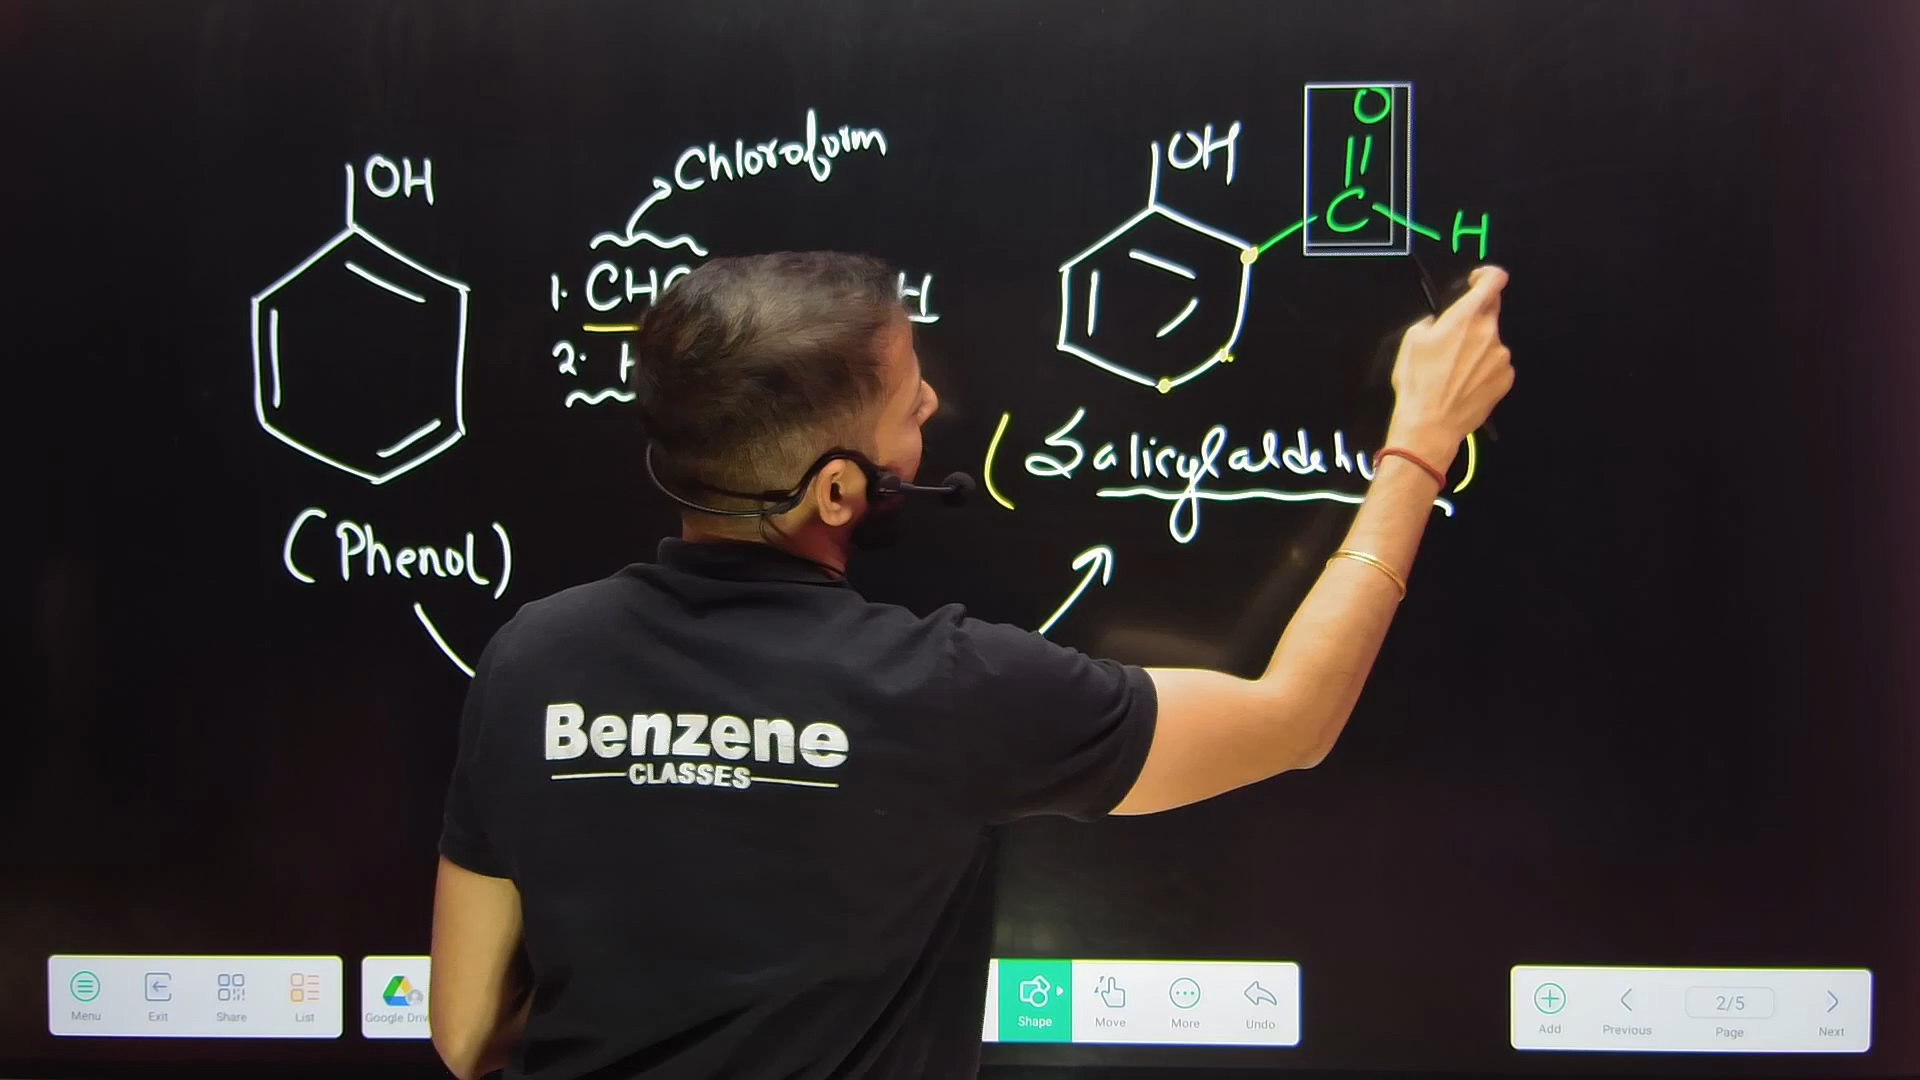 OH
(Phenol)
Chloroform
1. CHC
H
2.
OH
O
C
H
(Salicylaldehy )
Benzene
CLASSES
Menu
Exit
Share
List
Google Driv
Shape
Move
More
Undo
Add
Previous
2/5
Page
Next